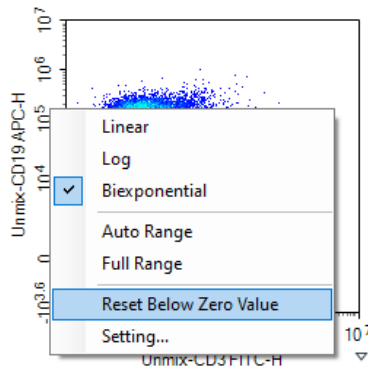 10^7
10^6
10^5
10^4
0
-10^3.6
Unmix-CD19 APC-H
Linear
Log
Biexponential
Auto Range
Full Range
Reset Below Zero Value
Setting...
10^7
Unmix-CD3 FITC-H